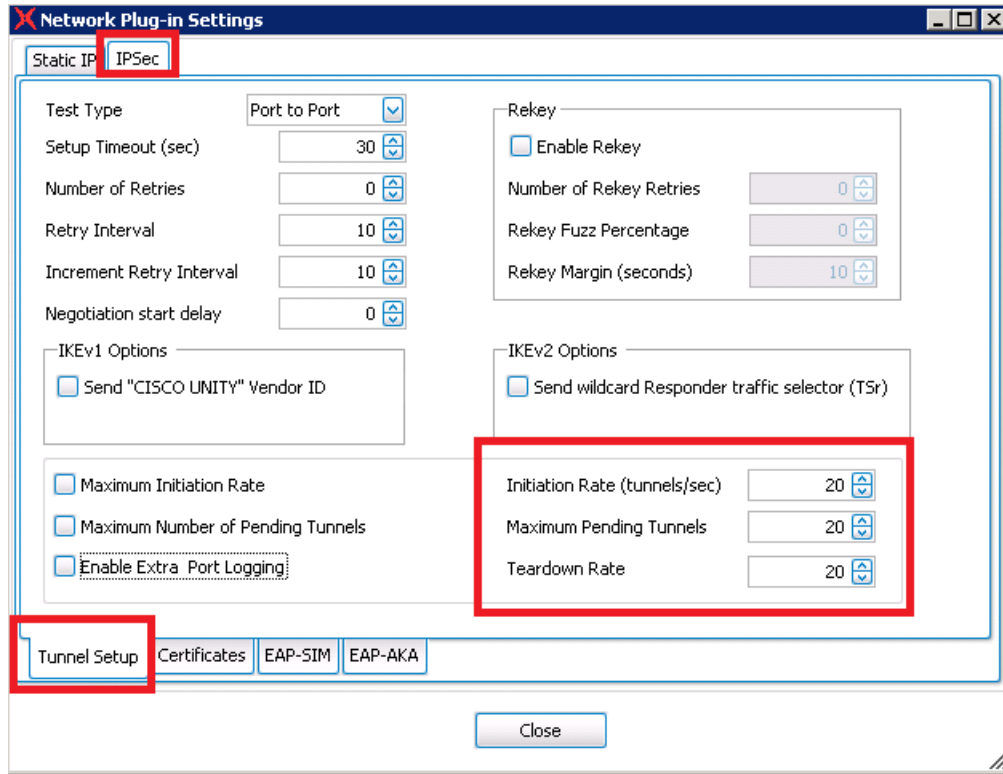 Network Plug-in Settings
Static IP
IPSec
Test Type
Port to Port
Setup Timeout (sec)
30
Number of Retries
0
Retry Interval
10
Increment Retry Interval
10
Negotiation start delay
0
Rekey
Enable Rekey
Number of Rekey Retries
0
Rekey Fuzz Percentage
0
Rekey Margin (seconds)
10
IKEv1 Options
Send "CISCO UNITY" Vendor ID
IKEv2 Options
Send wildcard Responder traffic selector (TSr)
Maximum Initiation Rate
Maximum Number of Pending Tunnels
Enable Extra Port Logging
Initiation Rate (tunnels/sec)
20
Maximum Pending Tunnels
20
Teardown Rate
20
Tunnel Setup
Certificates
EAP-SIM
EAP-AKA
Close